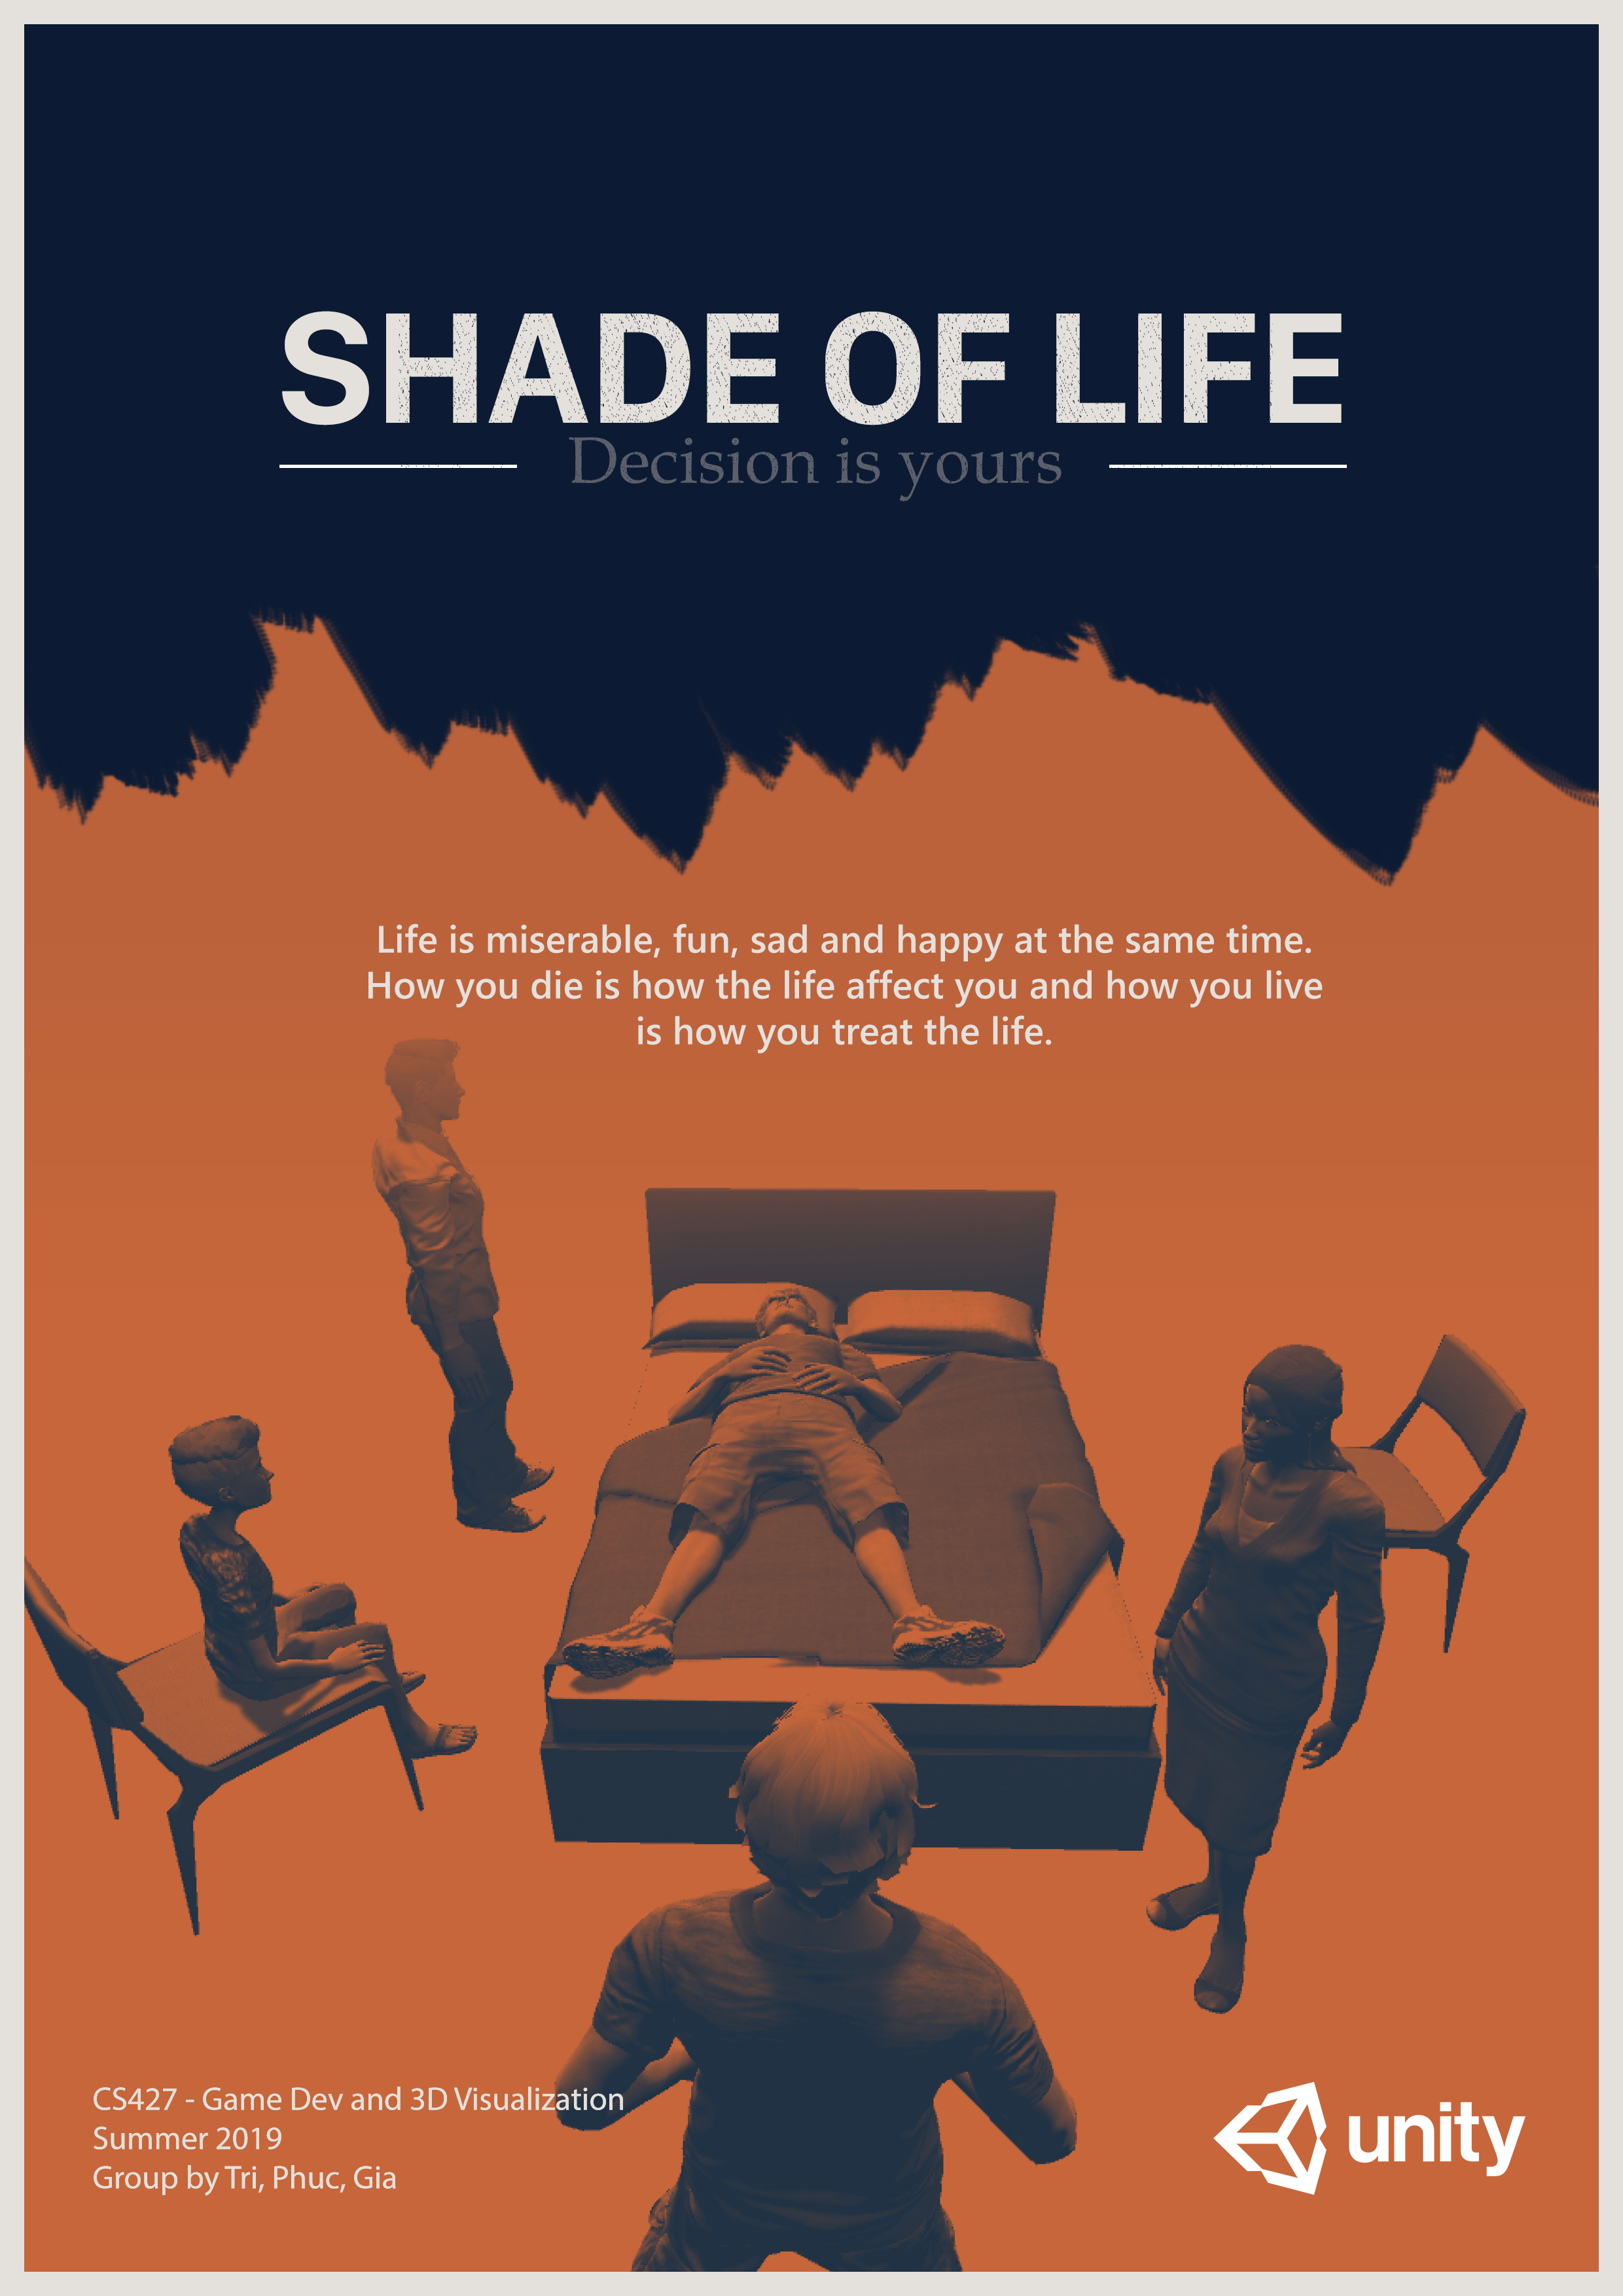 SHADE OF LIFE
Decision is yours
Life is miserable, fun, sad and happy at the same time.
How you die is how the life affect you and how you live
is how you treat the life.
CS427 - Game Dev and 3D Visualization
Summer 2019
Group by Tri, Phuc, Gia
unity